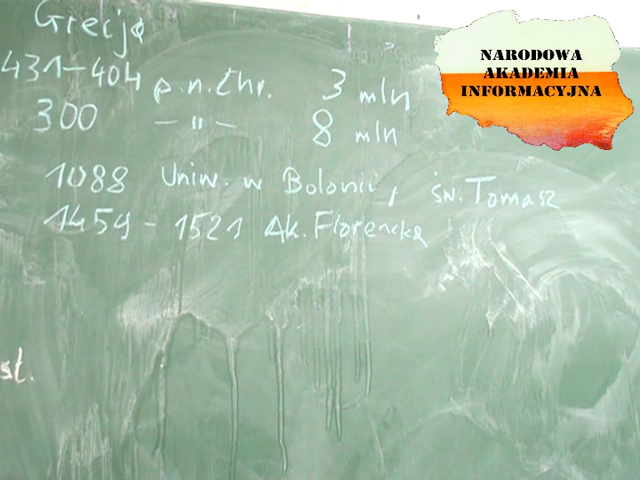 Grecja
431-404 p.n.Chr. 3 mln
300 – " – 8 mln
1088 Uniw. w Bolonii, św. Tomasz
1459 - 1521 Ak. Florencka
st.
NARODOWA
AKADEMIA
INFORMACYJNA